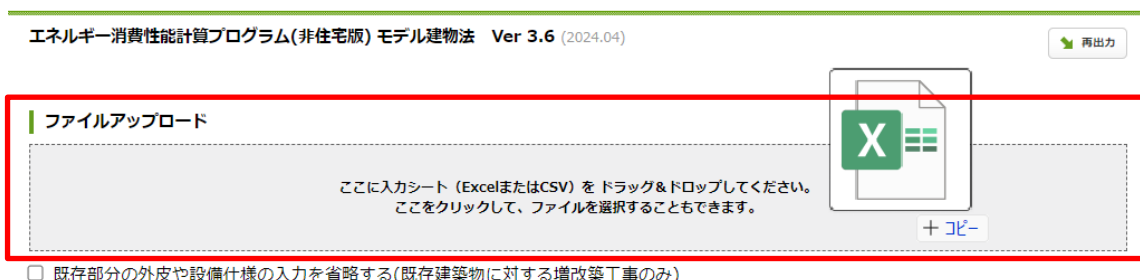 エネルギー消費性能計算プログラム(非住宅版) モデル建物法 Ver 3.6 (2024.04)
再出力
ファイルアップロード
X
ここに入力シート（ExcelまたはCSV）を ドラッグ&ドロップしてください。
ここをクリックして、ファイルを選択することもできます。
+ コピー
既存部分の外皮や設備仕様の入力を省略する(既存建築物に対する増改築工事のみ)